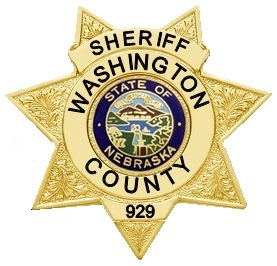 SHERIFF
WASHINGTON
STATE OF
NEBRASKA
COUNTY
929